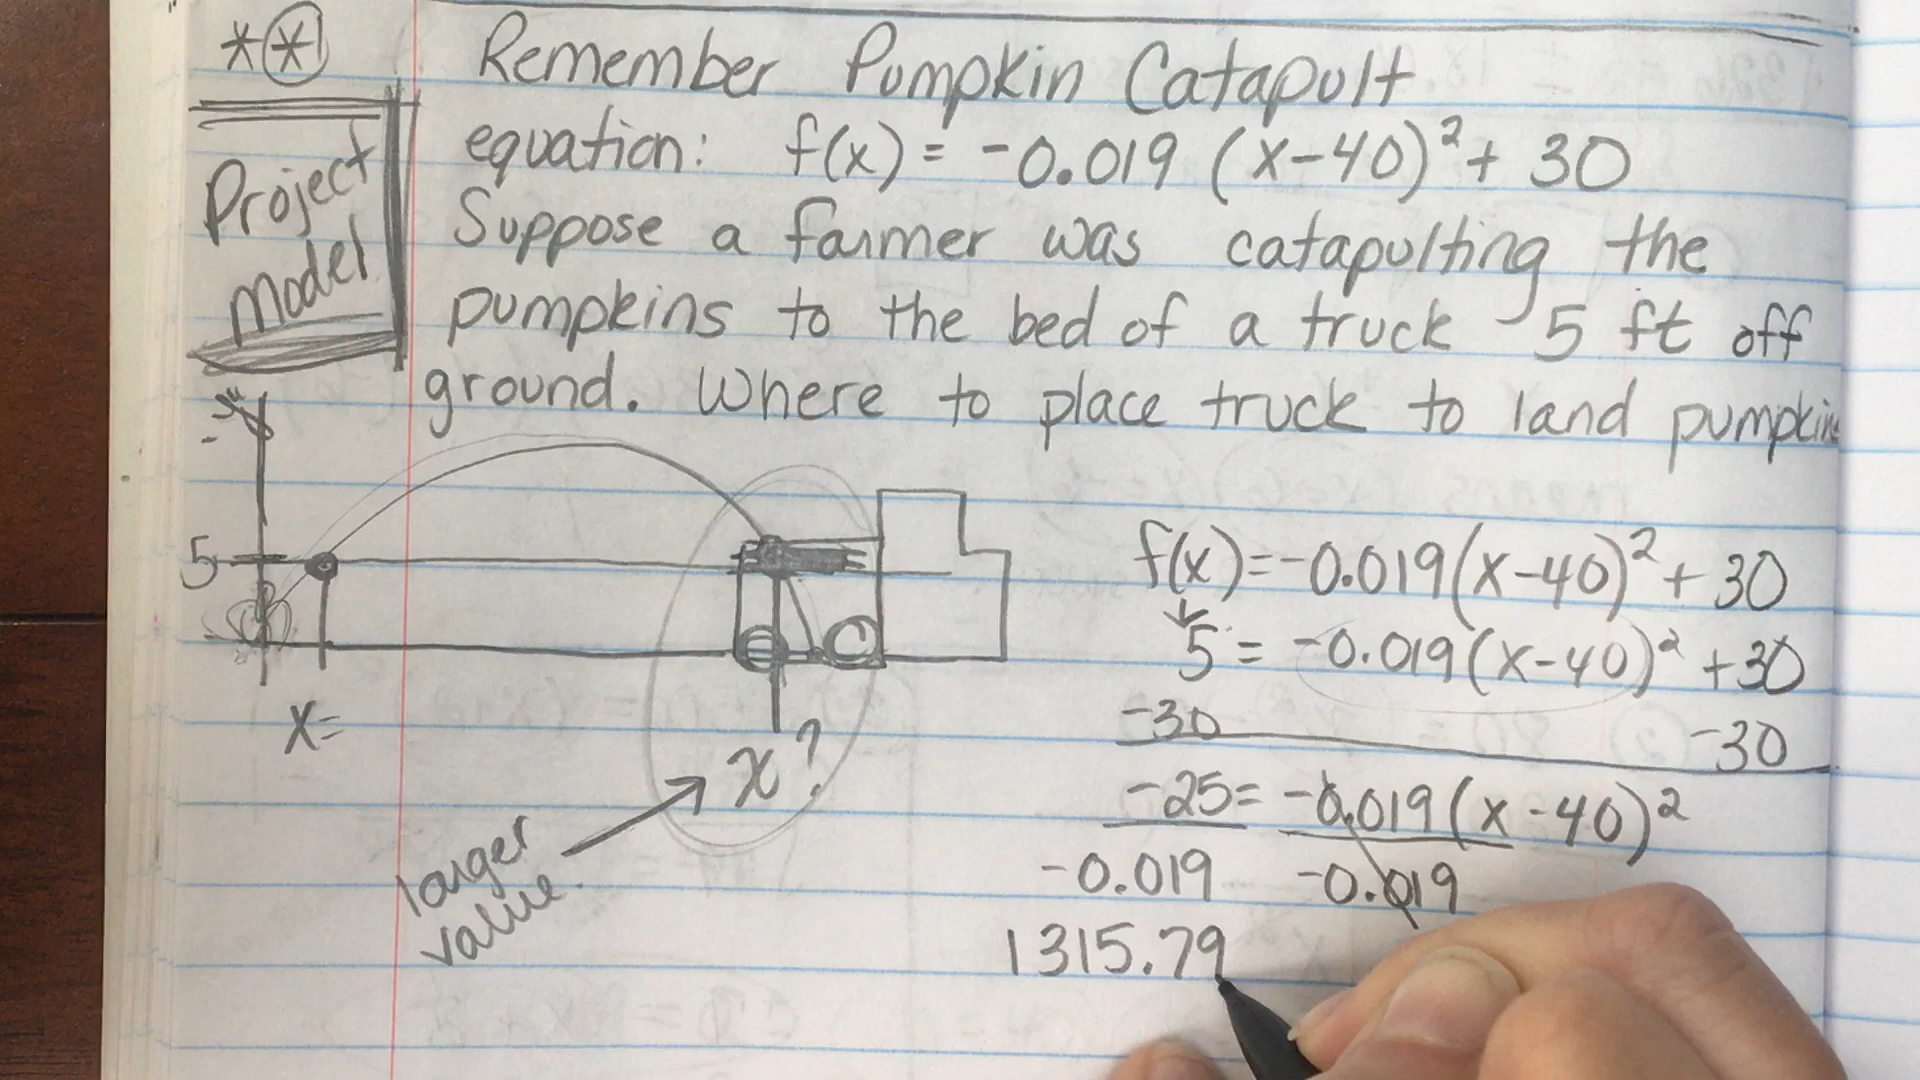 **
Project
Model
Remember Pumpkin Catapult
equation: f(x) = -0.019 (x-40)² + 30
Suppose a farmer was catapulting the
pumpkins to the bed of a truck 5 ft off
ground. Where to place truck to land pumpkin
5
x=
x?
larger
value.
f(x)=-0.019(x-40)²+30
5 = -0.019(x-40)² +30
-30 -30
-25 = -0.019(x-40)²
-0.019 -0.019
1315.79